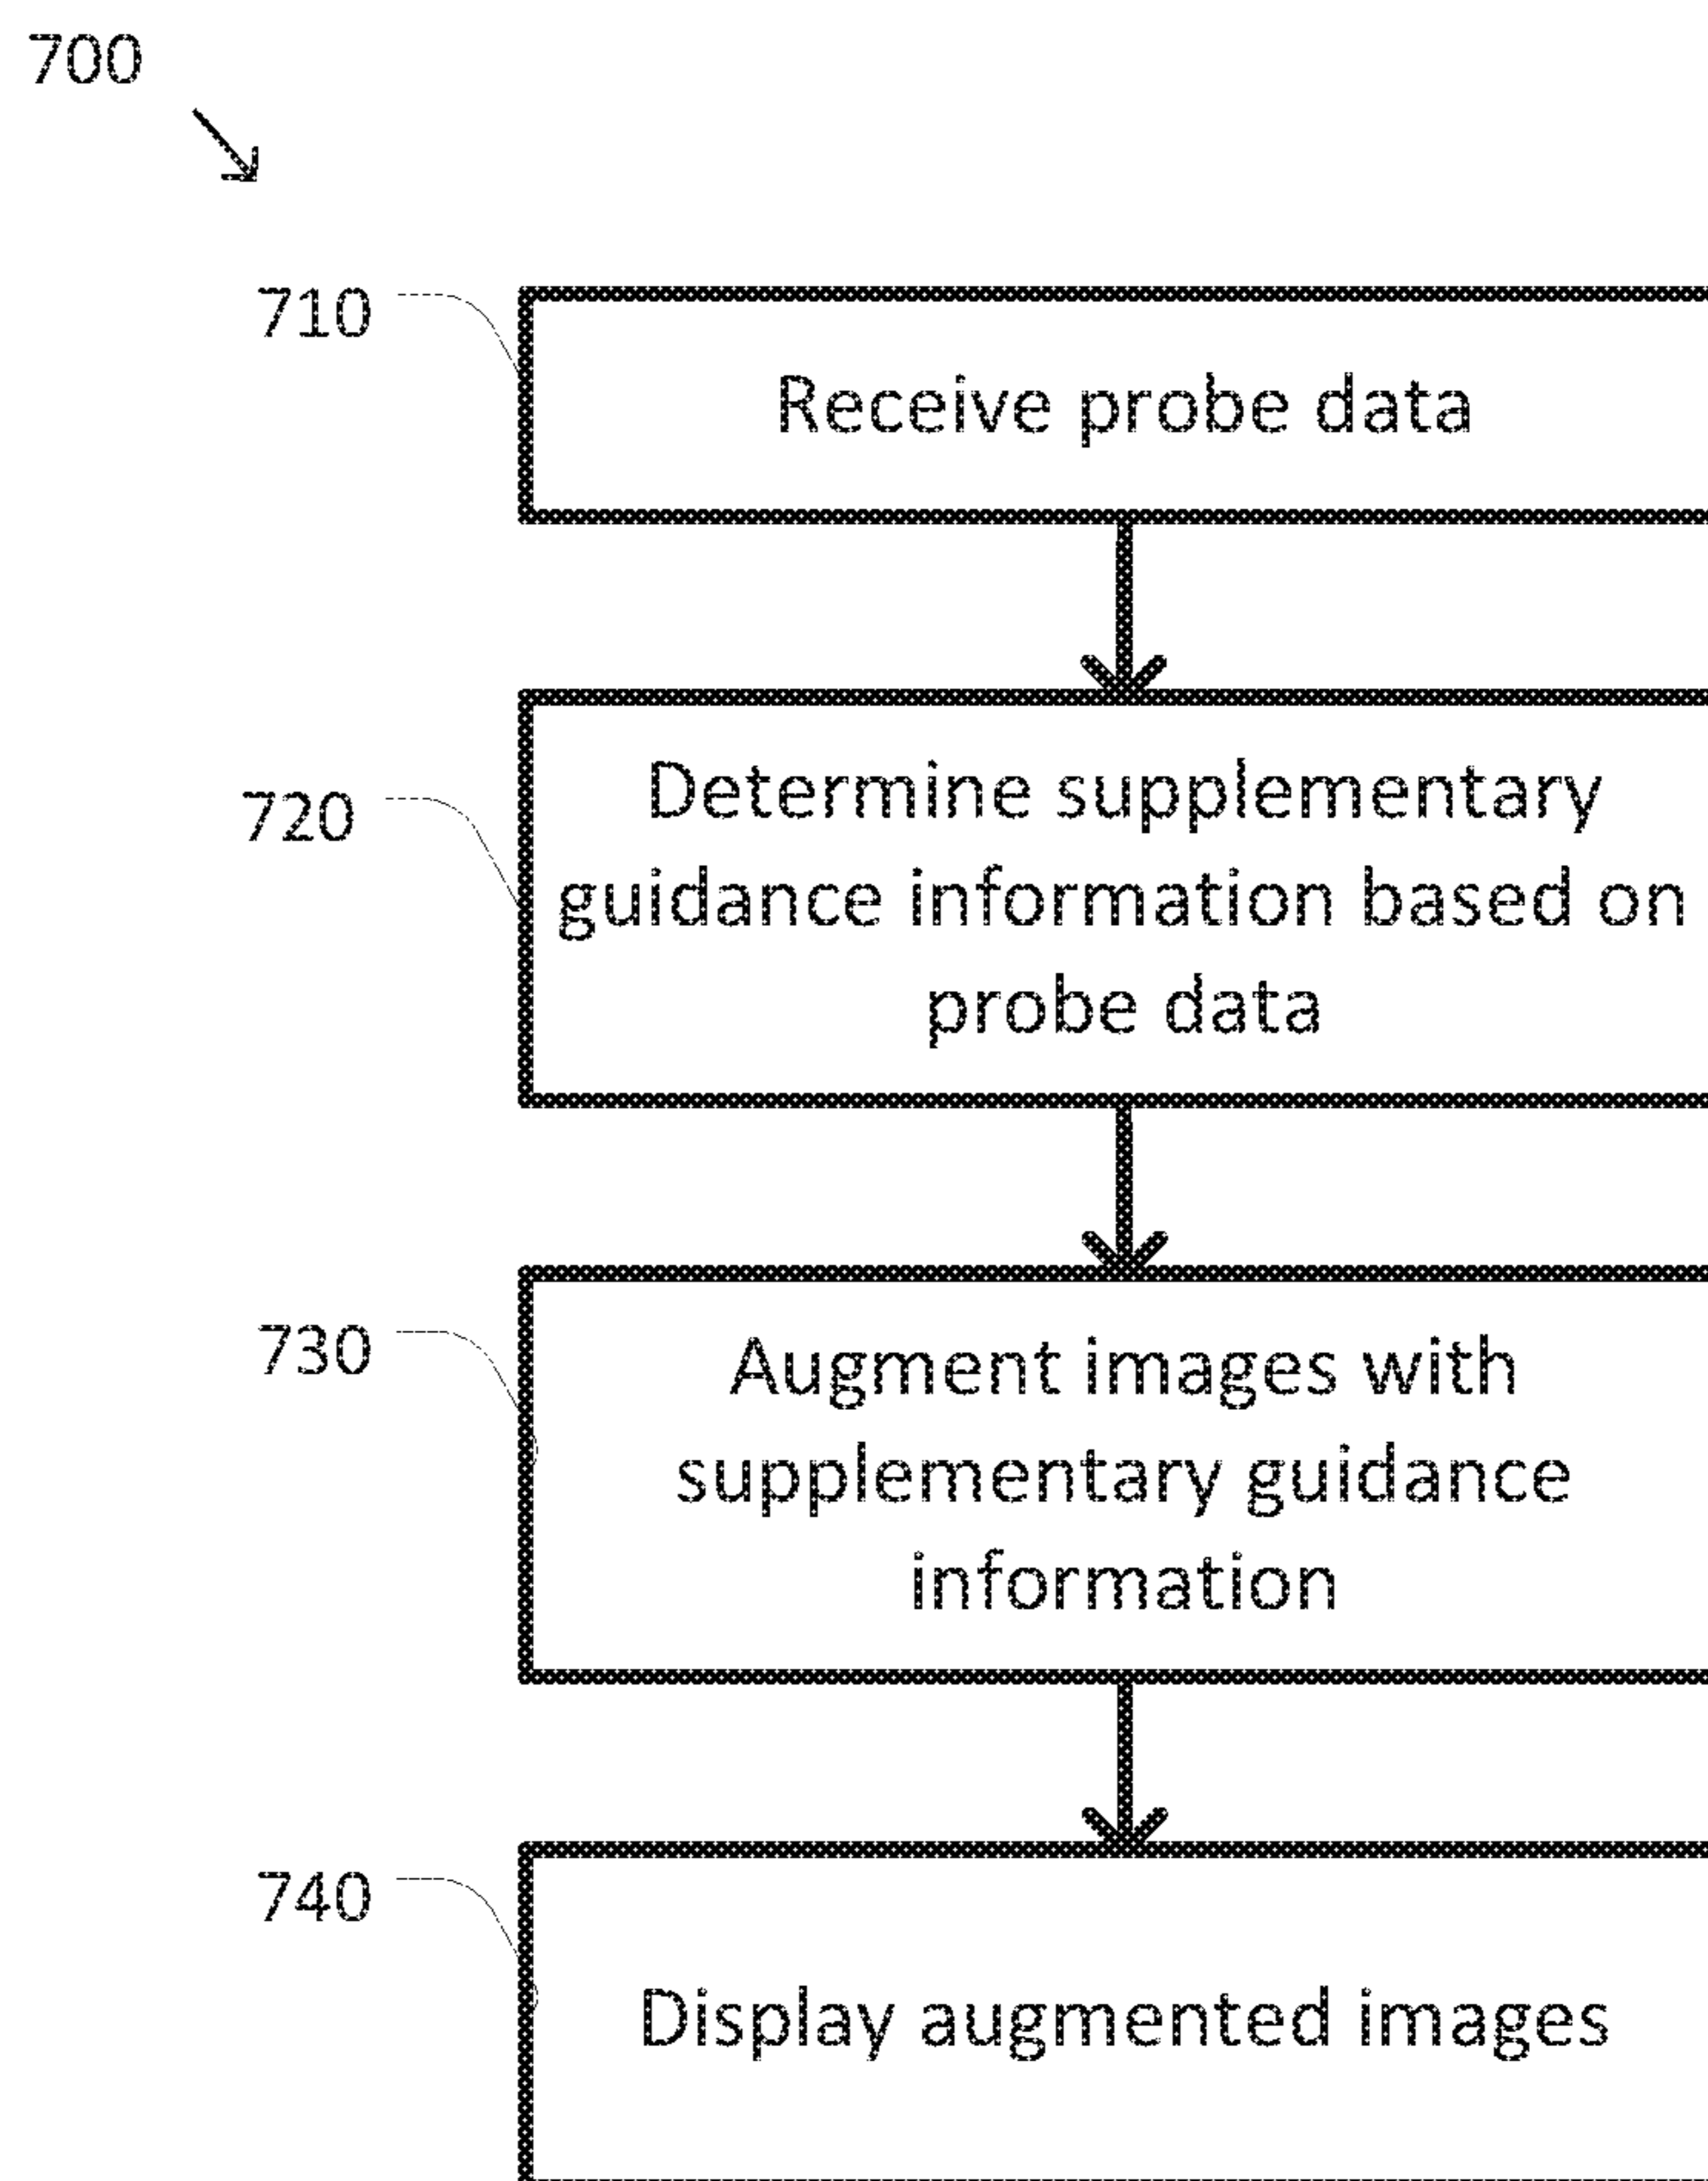 700
710
Receive probe data
720
Determine supplementary
guidance information based on
probe data
730
Augment images with
supplementary guidance
information
740
Display augmented images